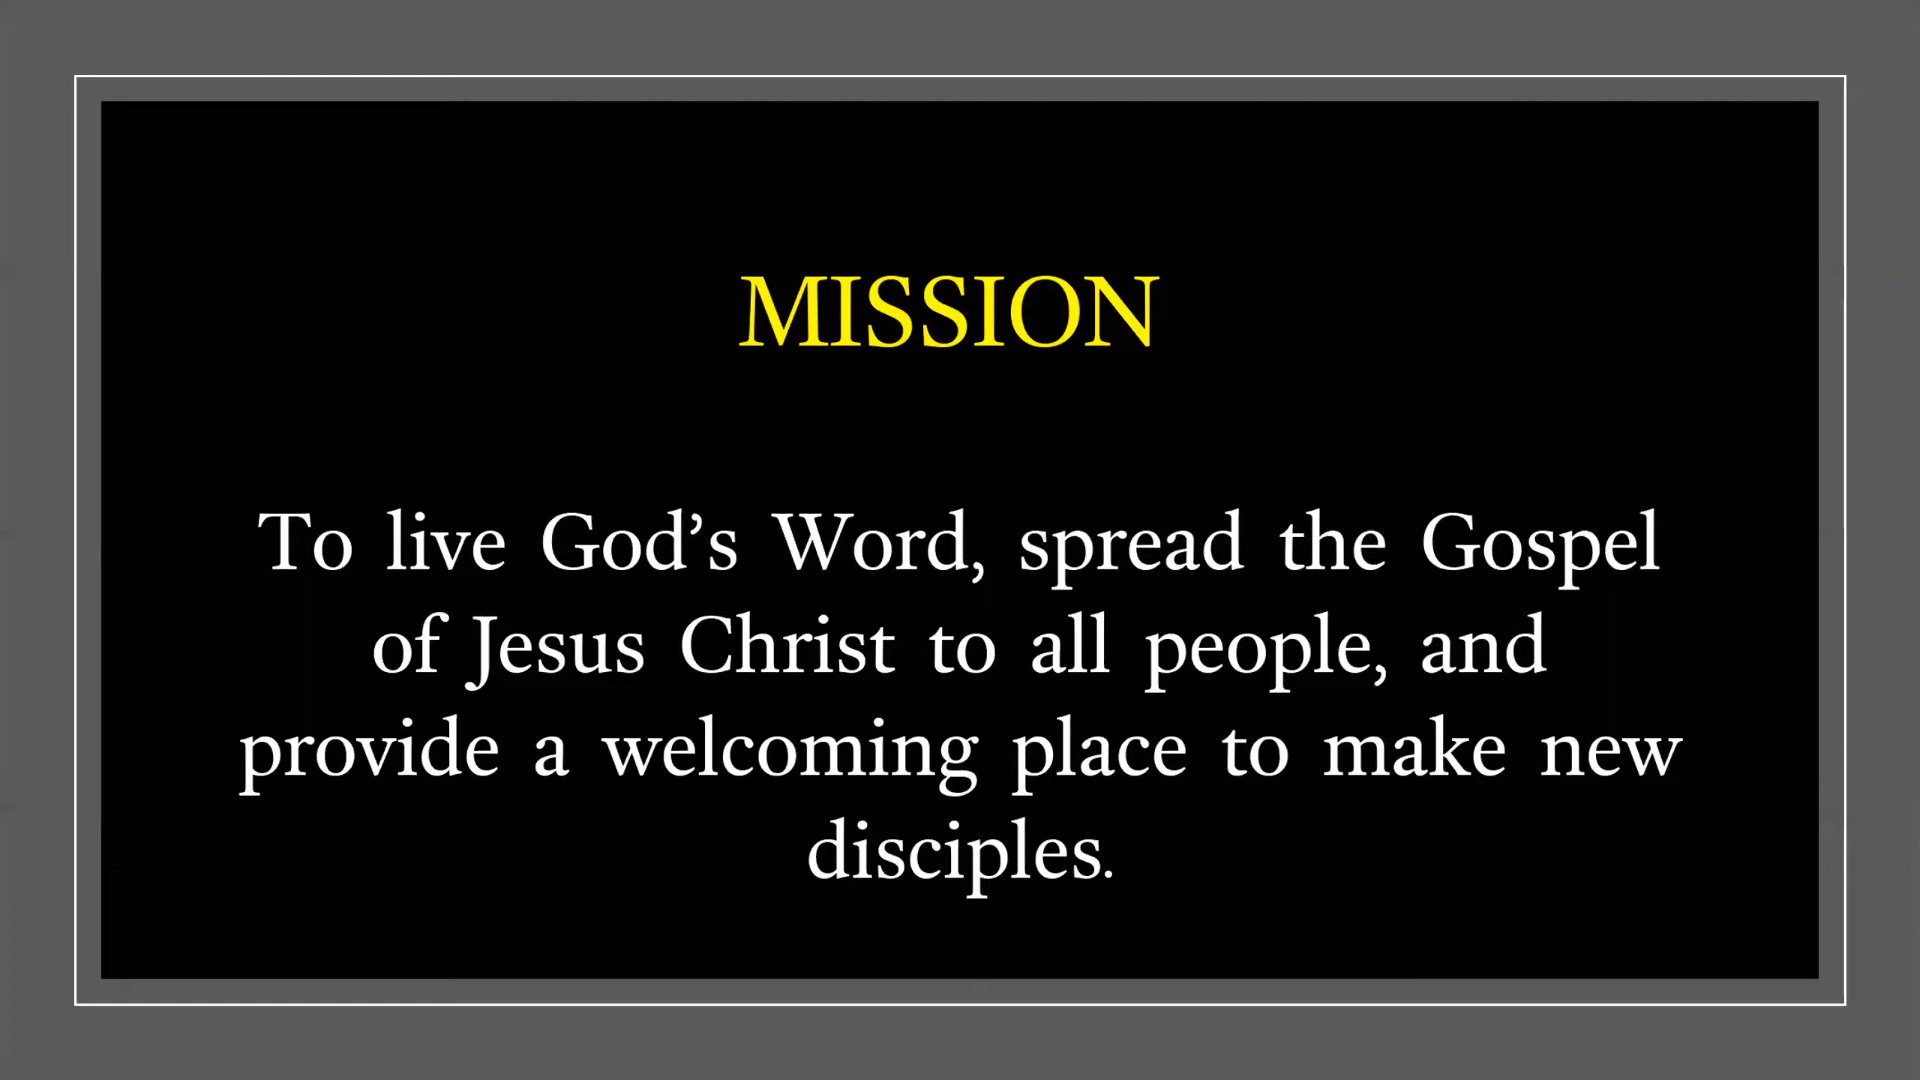 MISSION
To live God’s Word, spread the Gospel
of Jesus Christ to all people, and
provide a welcoming place to make new
disciples.